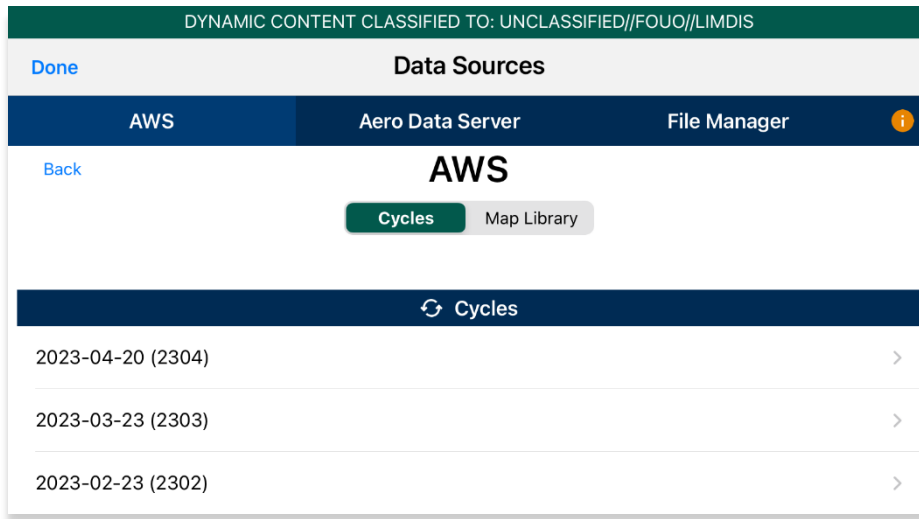 DYNAMIC CONTENT CLASSIFIED TO: UNCLASSIFIED//FOUO//LIMDIS
Done
Data Sources
AWS
Aero Data Server
File Manager
i
Back
AWS
Cycles
Map Library
Cycles
2023-04-20 (2304)
2023-03-23 (2303)
2023-02-23 (2302)